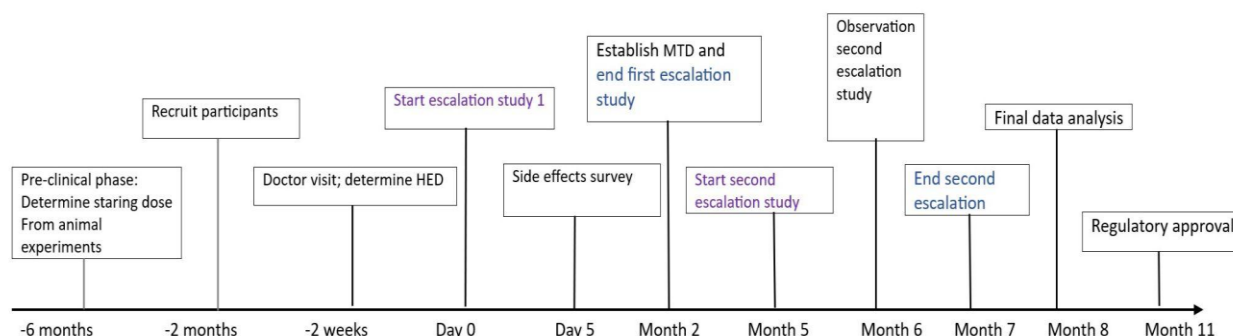 Pre-clinical phase:
Determine staring dose
From animal
experiments
Recruit participants
Doctor visit; determine HED
Start escalation study 1
Side effects survey
Establish MTD and
end first escalation
study
Start second
escalation study
Observation
second
escalation
study
End second
escalation
Final data analysis
Regulatory approval
-6 months
-2 months
-2 weeks
Day 0
Day 5
Month 2
Month 5
Month 6
Month 7
Month 8
Month 11